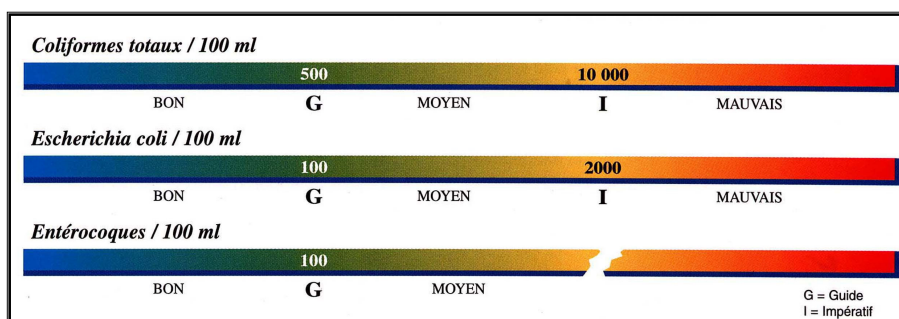 Coliformes totaux / 100 ml
500 10 000
BON G MOYEN I MAUVAIS
Escherichia coli / 100 ml
100 2000
BON G MOYEN I MAUVAIS
Entérocoques / 100 ml
100
BON G MOYEN
G = Guide
I = Impératif